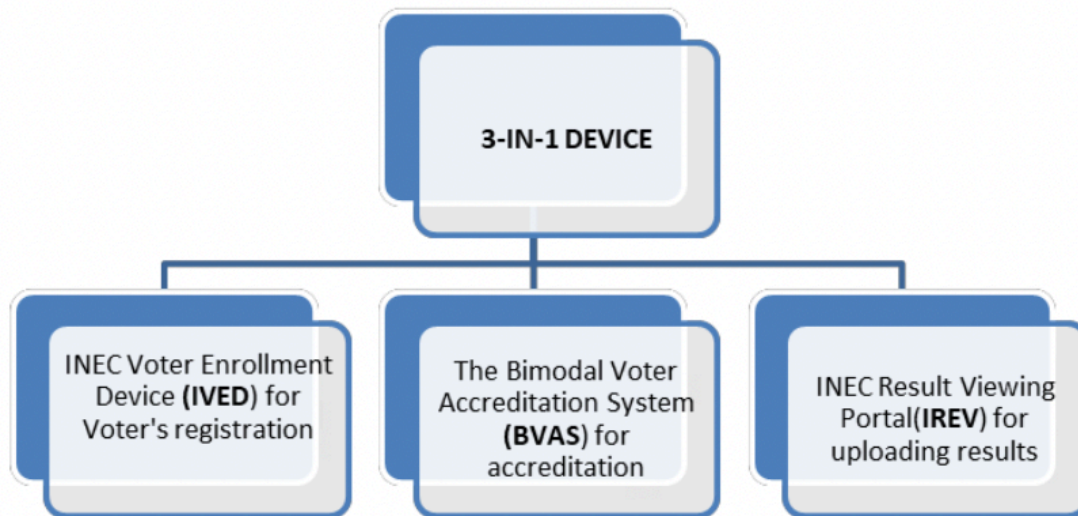 3-IN-1 DEVICE
INEC Voter Enrollment
Device (IVED) for
Voter's registration
The Bimodal Voter
Accreditation System
(BVAS) for
accreditation
INEC Result Viewing
Portal(IREV) for
uploading results